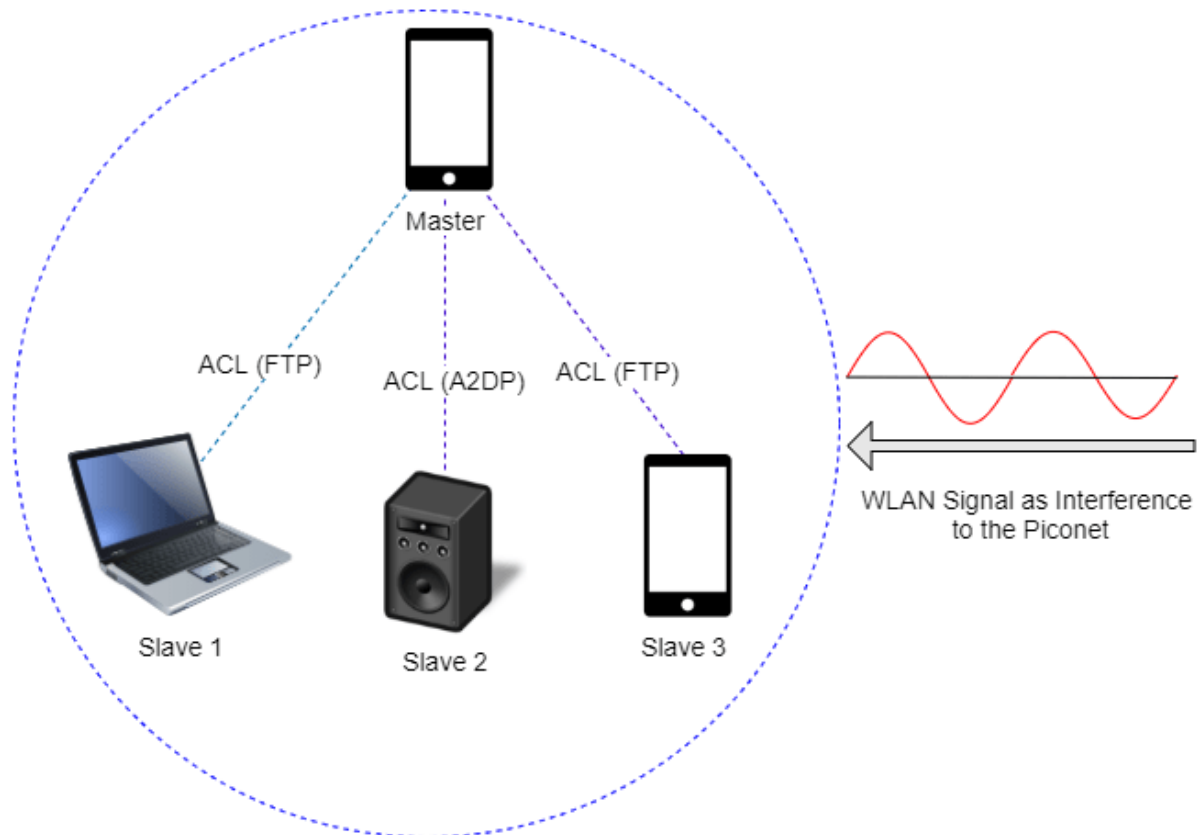 Master
ACL (FTP)
ACL (A2DP)
ACL (FTP)
WLAN Signal as Interference
to the Piconet
Slave 1
Slave 2
Slave 3